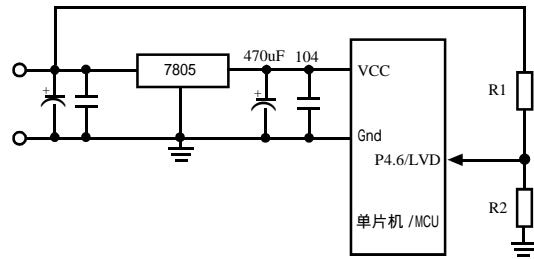 7805
470uF 104
VCC
R1
Gnd
P4.6/LVD
R2
单片机 /MCU
+
+